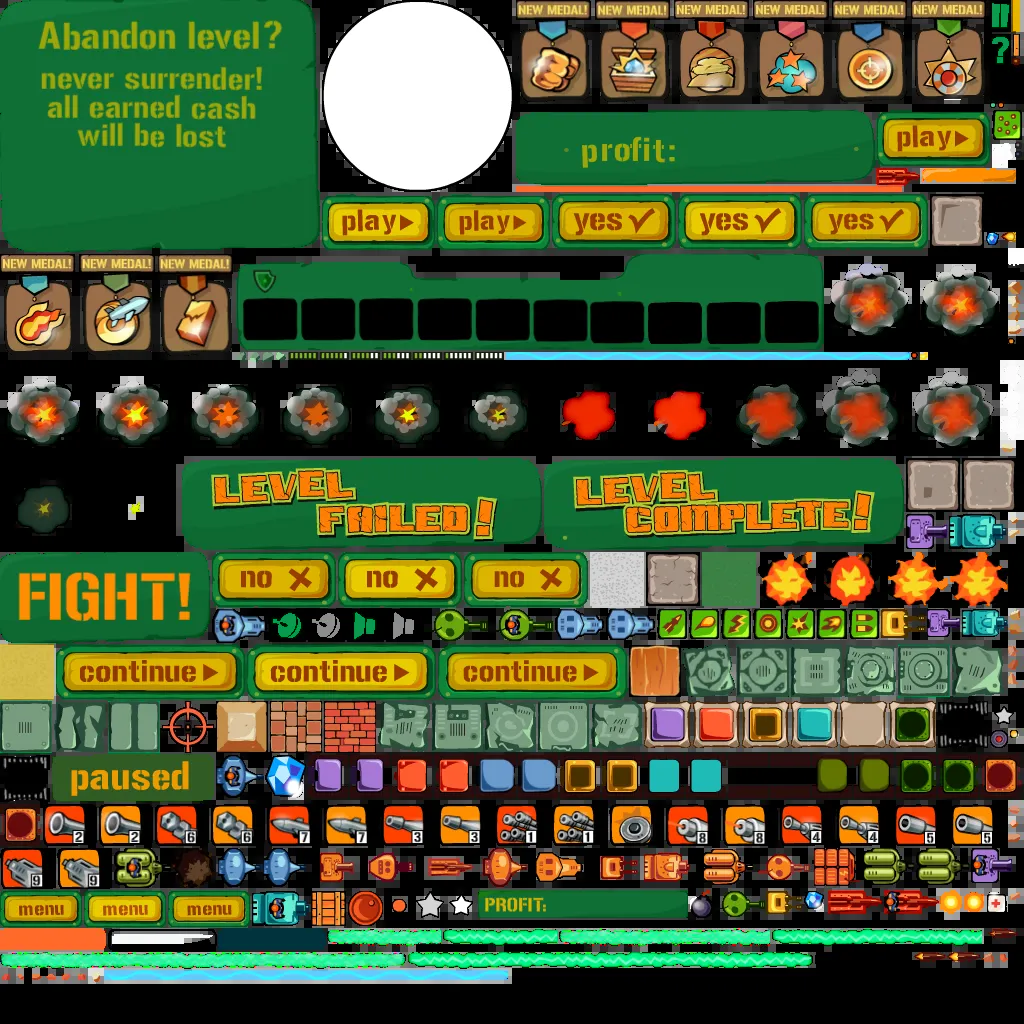 Abandon level?
never surrender!
all earned cash
will be lost
NEW MEDAL!
NEW MEDAL!
NEW MEDAL!
NEW MEDAL!
NEW MEDAL!
NEW MEDAL!
?
!
profit:
play
play
play
yes
yes
yes
NEW MEDAL!
NEW MEDAL!
NEW MEDAL!
LEVEL
FAILED!
LEVEL
COMPLETE!
FIGHT!
no
no
no
continue
continue
continue
paused
2
2
6
6
7
7
3
3
1
1
8
8
4
4
5
5
9
9
menu
menu
menu
PROFIT: